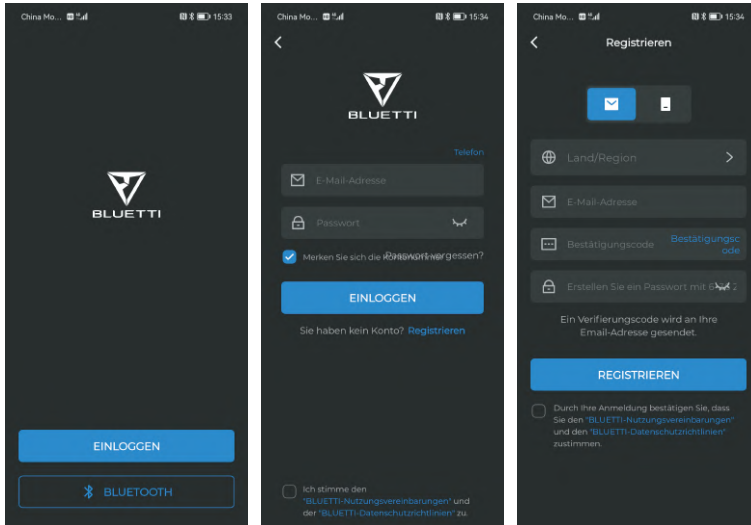 China Mo...
15:33
BLUETTI
EINLOGGEN
BLUETOOTH
China Mo...
15:34
BLUETTI
Telefon
E-Mail-Adresse
Passwort
Merken Sie sich die Kontonummer
Passwort vergessen?
EINLOGGEN
Sie haben kein Konto? Registrieren
Ich stimme den
"BLUETTI-Nutzungsvereinbarungen" und
der "BLUETTI-Datenschutzrichtlinien" zu.
China Mo...
15:34
Registrieren
Land/Region
E-Mail-Adresse
Bestätigungscode
Bestätigungsc
ode
Erstellen Sie ein Passwort mit 6
Ein Verifierungscode wird an Ihre
Email-Adresse gesendet.
REGISTRIEREN
Durch Ihre Anmeldung bestätigen Sie, dass
Sie den "BLUETTI-Nutzungsvereinbarungen"
und den "BLUETTI-Datenschutzrichtlinien"
zustimmen.